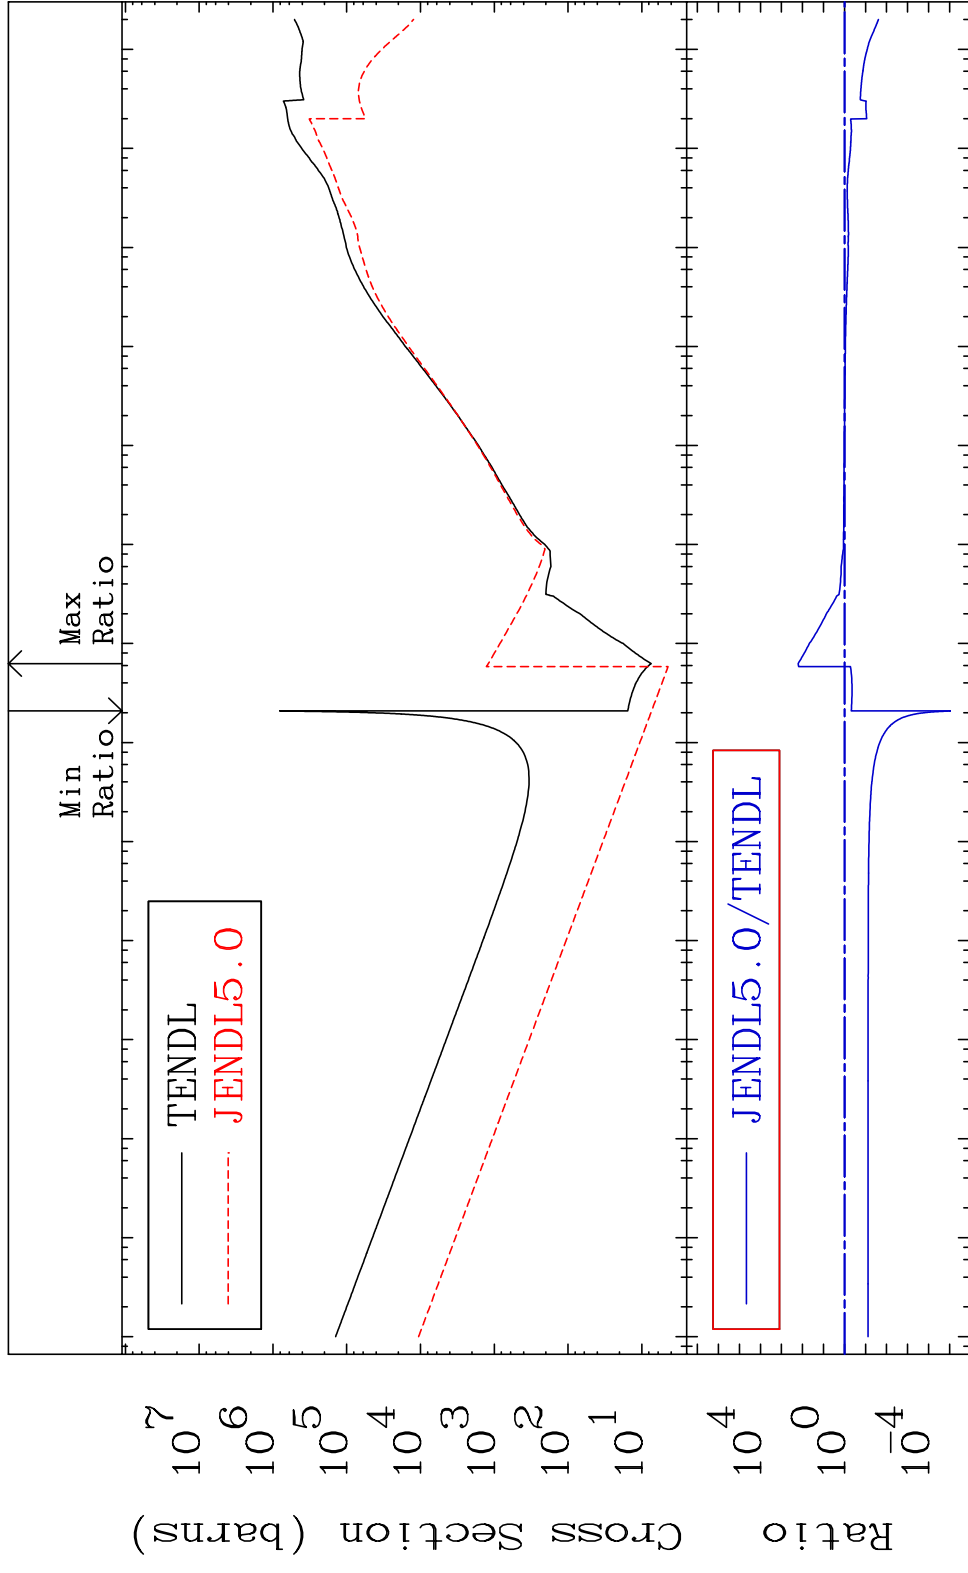 Min
Ratio
Max
Ratio
TENDL
JENDL5.0
10^7
10^6
10^5
10^4
10^3
10^2
10^1
Cross Section (barns)
JENDL5.0/TENDL
10^4
10^0
10^-4
Ratio